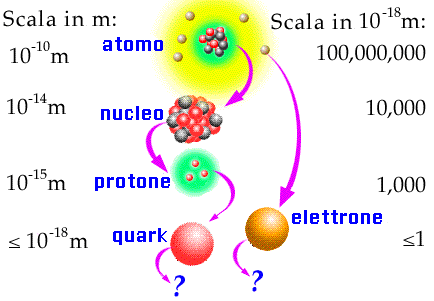 Scala in m: Scala in 10⁻¹⁸m:
10⁻¹⁰m atomo 100,000,000
10⁻¹⁴m nucleo 10,000
10⁻¹⁵m protone 1,000
≤ 10⁻¹⁸m quark elettrone ≤1
? ?